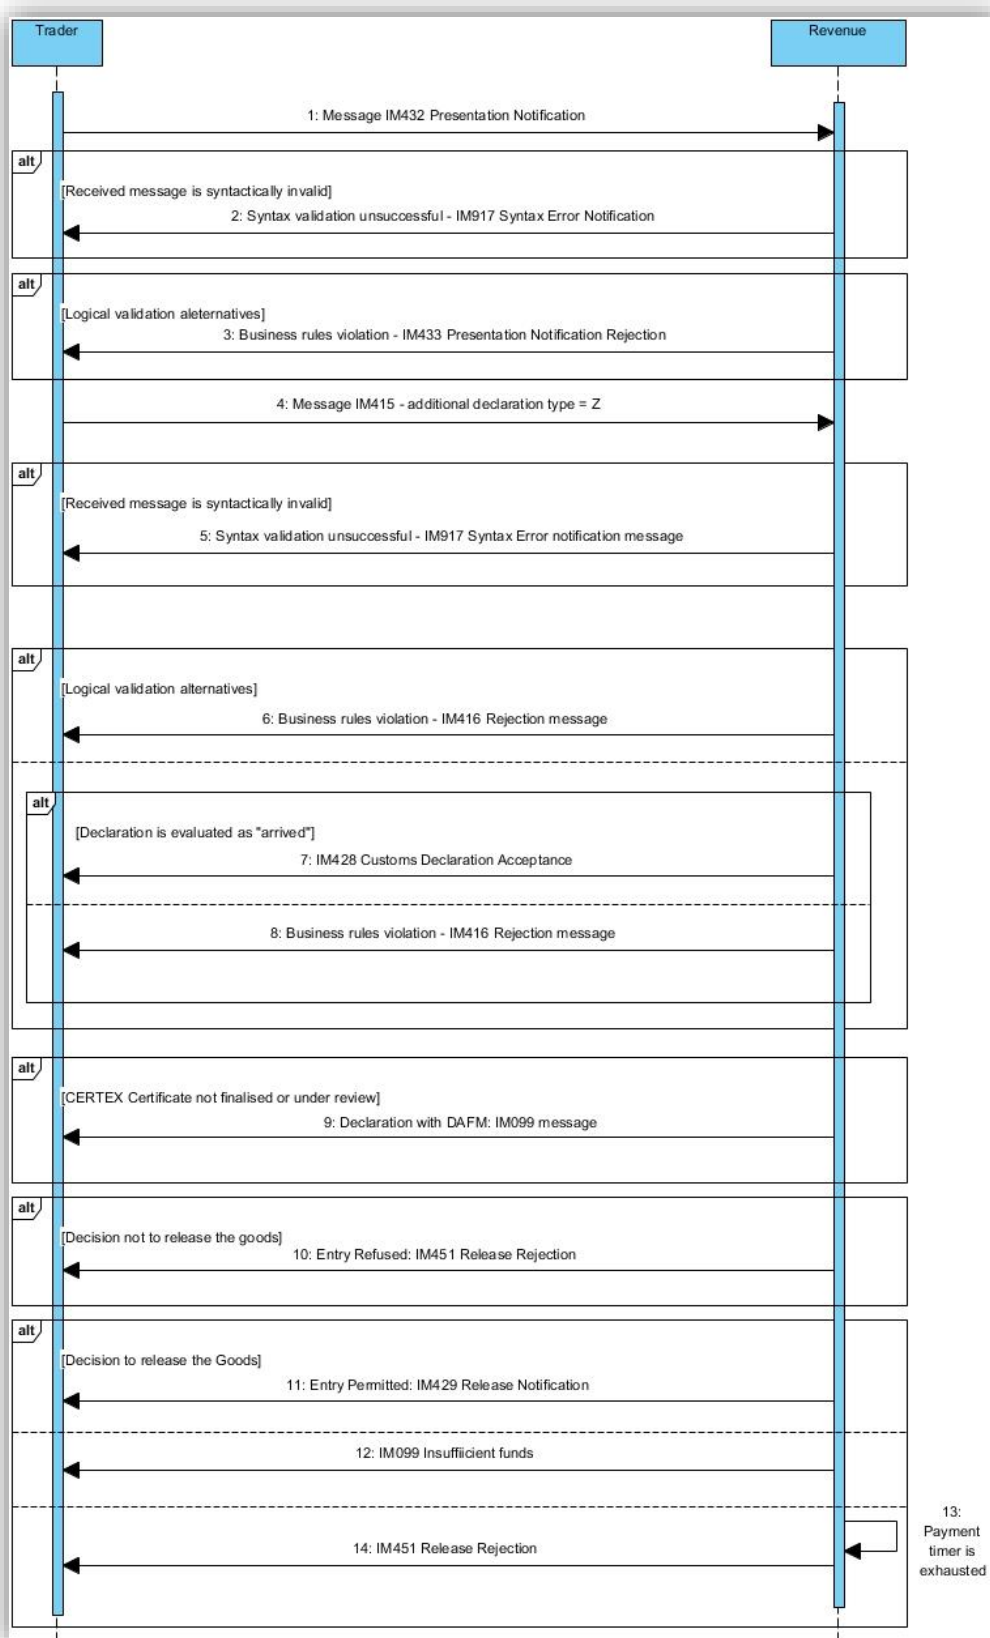 Trader
Revenue
1: Message IM432 Presentation Notification
alt
[Received message is syntactically invalid]
2: Syntax validation unsuccessful - IM917 Syntax Error Notification
alt
[Logical validation aleternatives]
3: Business rules violation - IM433 Presentation Notification Rejection
4: Message IM415 - additional declaration type = Z
alt
[Received message is syntactically invalid]
5: Syntax validation unsuccessful - IM917 Syntax Error notification message
alt
[Logical validation alternatives]
6: Business rules violation - IM416 Rejection message
alt
[Declaration is evaluated as "arrived"]
7: IM428 Customs Declaration Acceptance
8: Business rules violation - IM416 Rejection message
alt
[CERTEX Certificate not finalised or under review]
9: Declaration with DAFM: IM099 message
alt
[Decision not to release the goods]
10: Entry Refused: IM451 Release Rejection
alt
[Decision to release the Goods]
11: Entry Permitted: IM429 Release Notification
12: IM099 Insuffiicient funds
13:
Payment
timer is
exhausted
14: IM451 Release Rejection